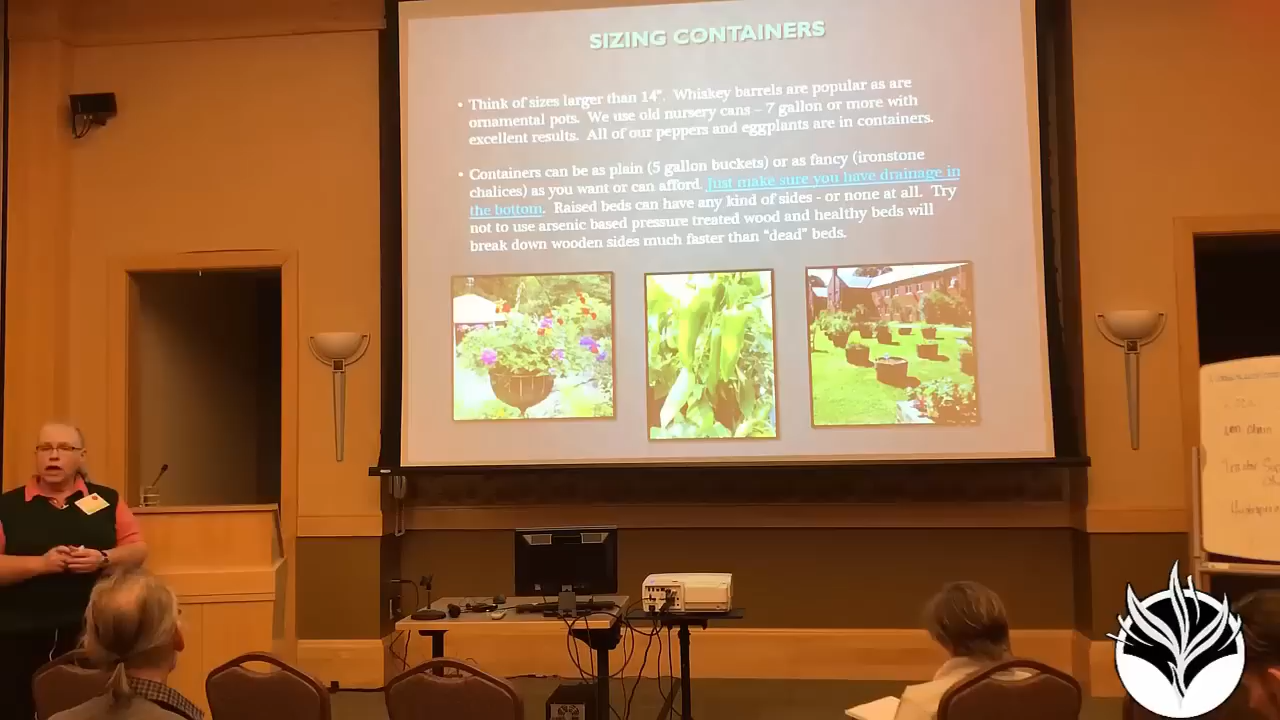 SIZING CONTAINERS
• Think of sizes larger than 14". Whiskey barrels are popular as are
ornamental pots. We use old nursery cans – 7 gallon or more with
excellent results. All of our peppers and eggplants are in containers.
• Containers can be as plain (5 gallon buckets) or as fancy (ironstone
chalices) as you want or can afford. Just make sure you have drainage in
the bottom. Raised beds can have any kind of sides - or none at all. Try
not to use arsenic based pressure treated wood and healthy beds will
break down wooden sides much faster than "dead" beds.